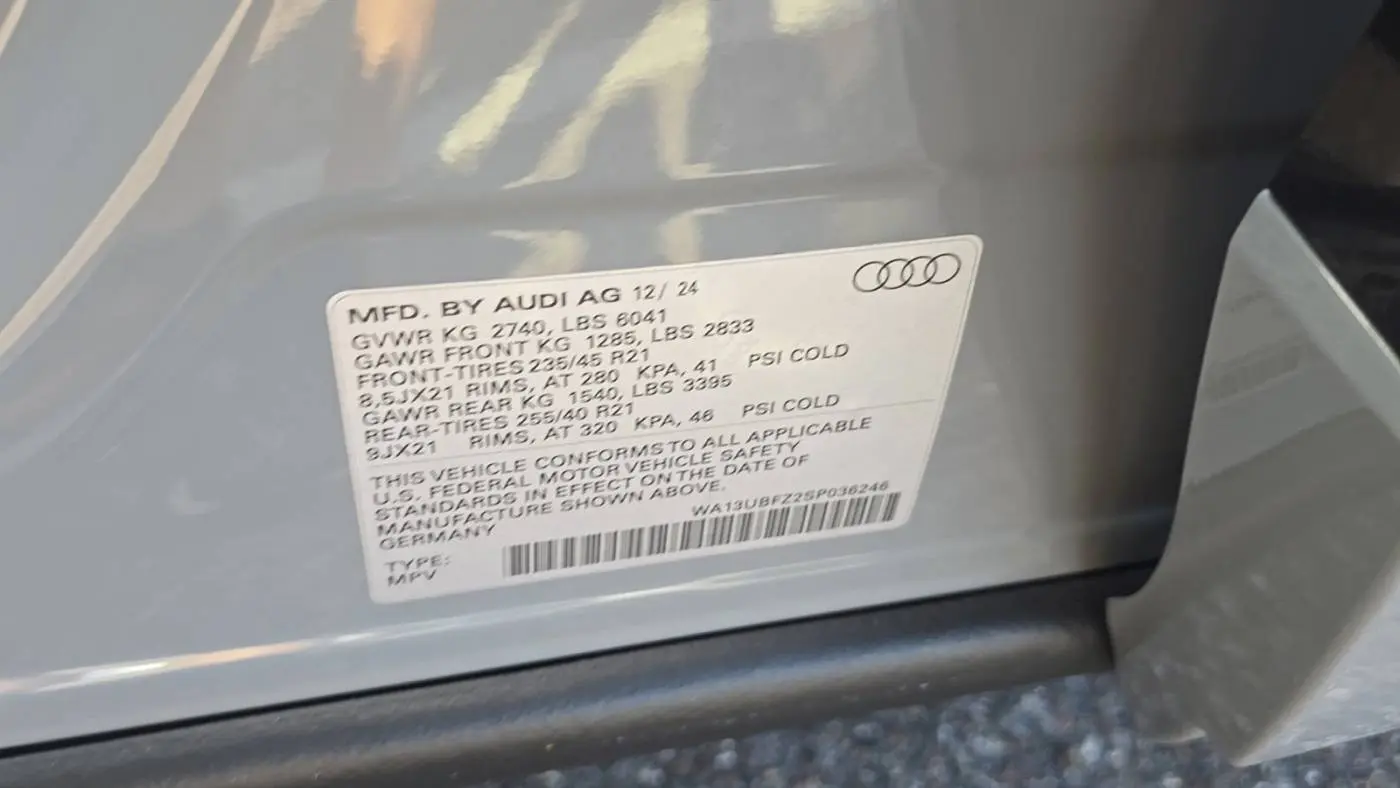 MFD. BY AUDI AG 12/ 24
GVWR KG 2740, LBS 6041
GAWR FRONT KG 1285, LBS 2833
FRONT-TIRES 235/45 R21
8,5JX21 RIMS, AT 280 KPA, 41 PSI COLD
GAWR REAR KG 1540, LBS 3395
REAR-TIRES 255/40 R21
9JX21 RIMS, AT 320 KPA, 46 PSI COLD
THIS VEHICLE CONFORMS TO ALL APPLICABLE
U.S. FEDERAL MOTOR VEHICLE SAFETY
STANDARDS IN EFFECT ON THE DATE OF
MANUFACTURE SHOWN ABOVE.
GERMANY
WA13UBFZ2SP036246
TYPE:
MPV